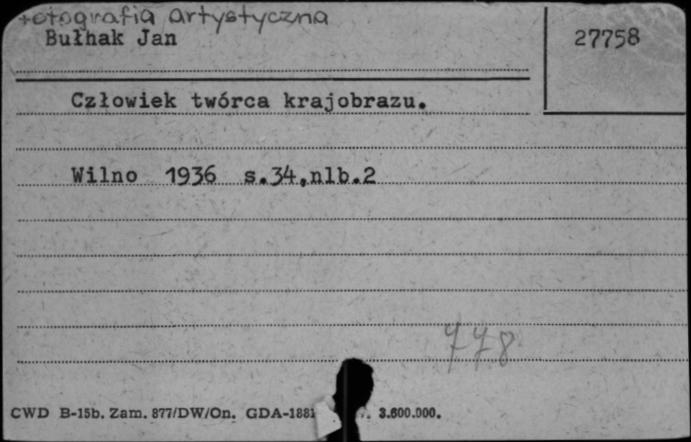 fotografia artystyczna
Bułhak Jan
27758
Człowiek twórca krajobrazu.
Wilno 1936 s.34,nlb.2
778
CWD B-15b. Zam. 877/DW/On. GDA-1881 3.600.000.